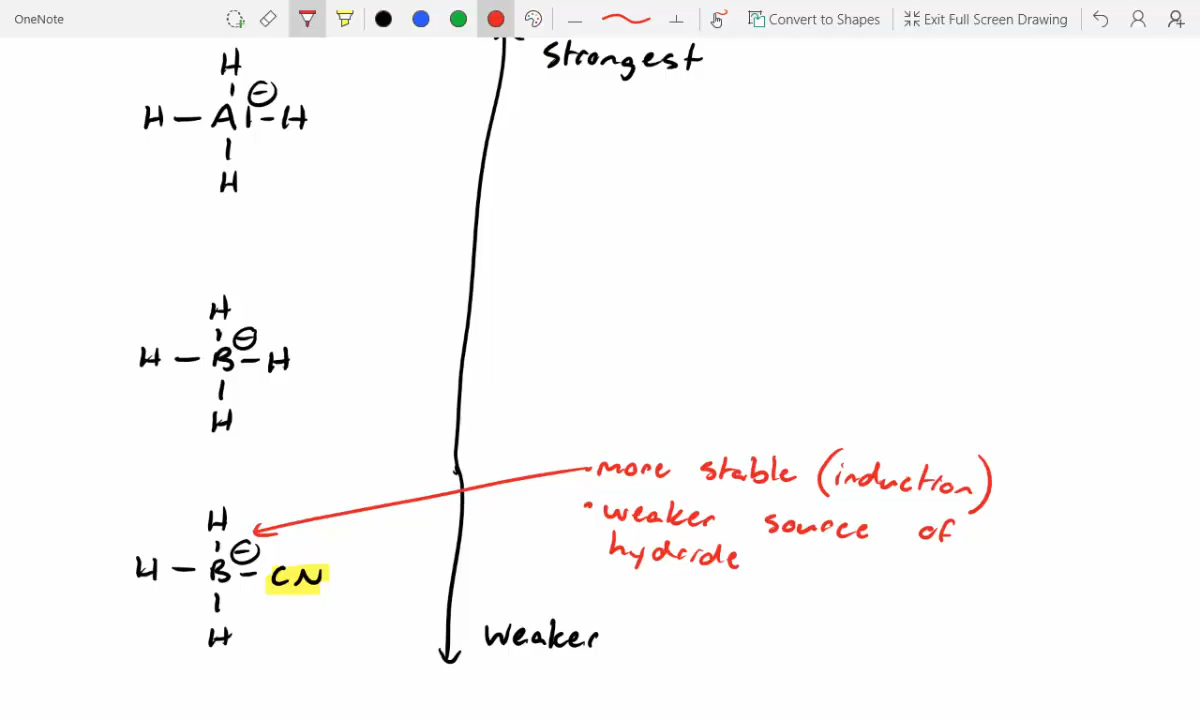 OneNote
Convert to Shapes
Exit Full Screen Drawing
Strongest
H
H — Al ⊖ – H
H
H
H — B ⊖ – H
H
• more stable (induction)
• weaker source of
hydride
H
H — B ⊖ – CN
H
Weaker